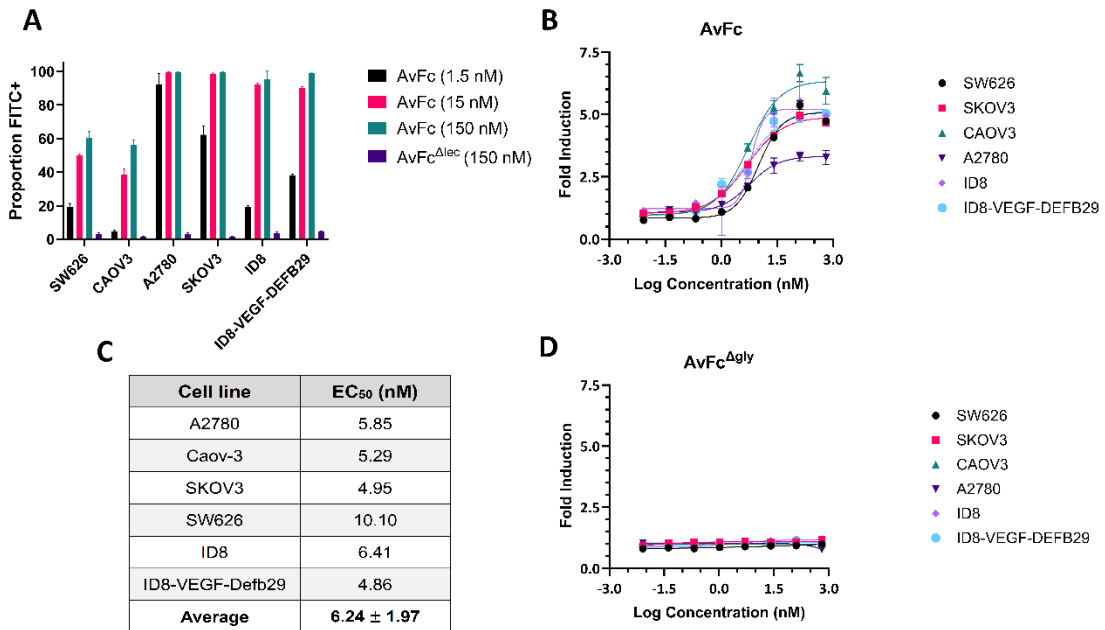 A
Proportion FITC+
100
80
60
40
20
0
SW626
CAOV3
A2780
SKOV3
ID8
ID8-VEGF-DEFB29
AvFc (1.5 nM)
AvFc (15 nM)
AvFc (150 nM)
AvFcΔlec (150 nM)
B
AvFc
Fold Induction
7.5
5.0
2.5
0.0
-3.0 -1.5 0.0 1.5 3.0
Log Concentration (nM)
SW626
SKOV3
CAOV3
A2780
ID8
ID8-VEGF-DEFB29
C
Cell line EC₅₀ (nM)
A2780 5.85
Caov-3 5.29
SKOV3 4.95
SW626 10.10
ID8 6.41
ID8-VEGF-Defb29 4.86
Average 6.24 ± 1.97
D
AvFcΔgly
Fold Induction
7.5
5.0
2.5
0.0
-3.0 -1.5 0.0 1.5 3.0
Log Concentration (nM)
SW626
SKOV3
CAOV3
A2780
ID8
ID8-VEGF-DEFB29